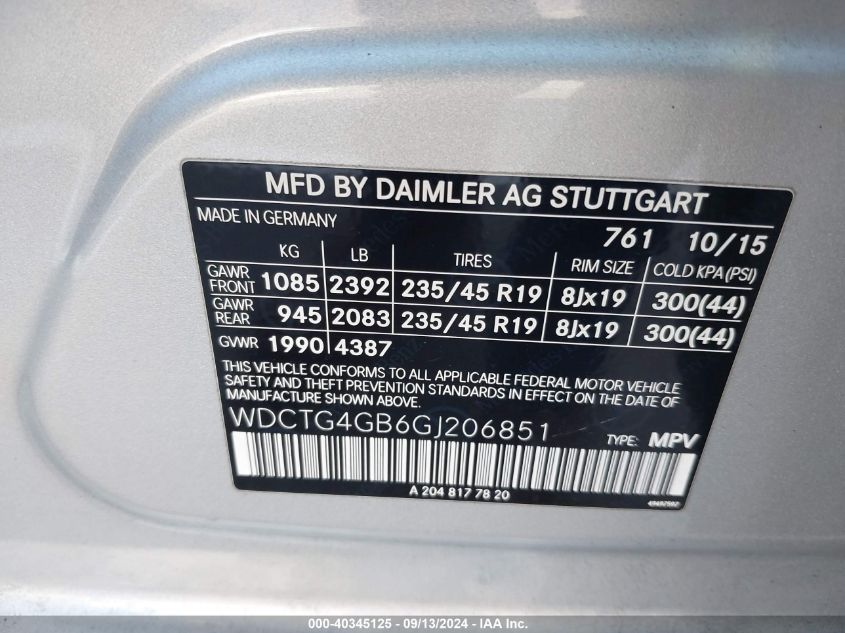 MFD BY DAIMLER AG STUTTGART
MADE IN GERMANY 761 10/15
KG LB TIRES RIM SIZE COLD KPA(PSI)
GAWR FRONT 1085 2392 235/45 R19 8Jx19 300(44)
GAWR REAR 945 2083 235/45 R19 8Jx19 300(44)
GVWR 1990 4387
THIS VEHICLE CONFORMS TO ALL APPLICABLE FEDERAL MOTOR VEHICLE
SAFETY AND THEFT PREVENTION STANDARDS IN EFFECT ON THE DATE OF
MANUFACTURE SHOWN ABOVE.
WDCTG4GB6GJ206851 TYPE: MPV
A 204 817 78 20
000-40345125 - 09/13/2024 - IAA Inc.